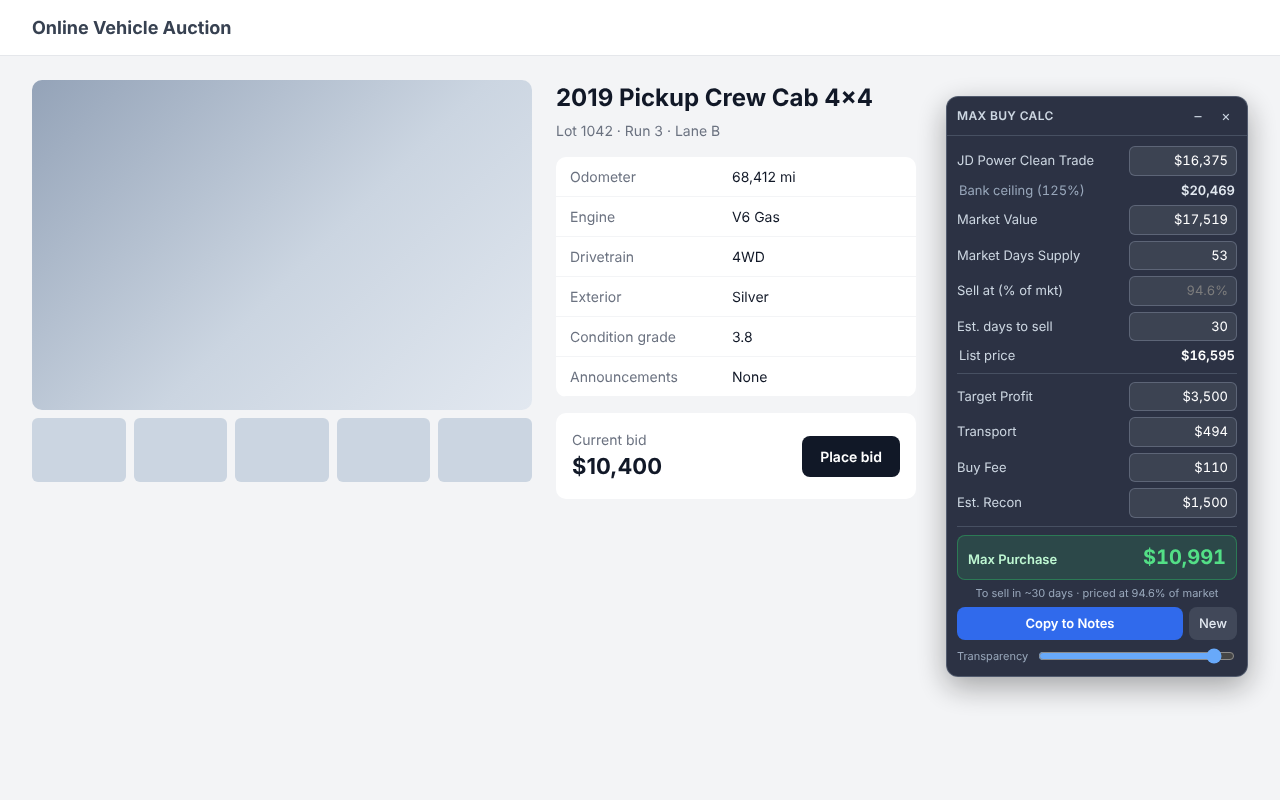 Online Vehicle Auction
2019 Pickup Crew Cab 4×4
Lot 1042 · Run 3 · Lane B
Odometer 68,412 mi
Engine V6 Gas
Drivetrain 4WD
Exterior Silver
Condition grade 3.8
Announcements None
Current bid
$10,400
Place bid
MAX BUY CALC − ×
JD Power Clean Trade $16,375
Bank ceiling (125%) $20,469
Market Value $17,519
Market Days Supply 53
Sell at (% of mkt) 94.6%
Est. days to sell 30
List price $16,595
Target Profit $3,500
Transport $494
Buy Fee $110
Est. Recon $1,500
Max Purchase $10,991
To sell in ~30 days · priced at 94.6% of market
Copy to Notes New
Transparency